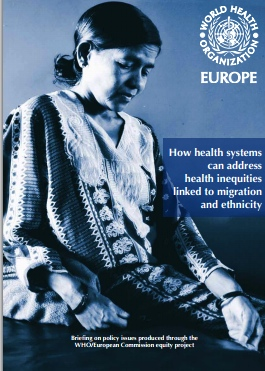 WORLD HEALTH
ORGANIZATION
EUROPE
How health systems
can address
health inequities
linked to migration
and ethnicity
Briefing on policy issues produced through the
WHO/European Commission equity project